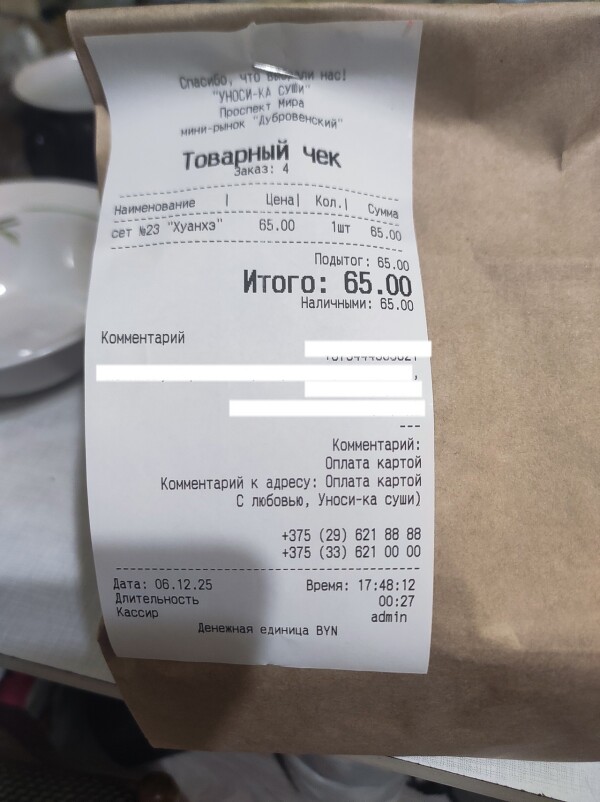 Спасибо, что выбрали нас!
"УНОСИ-КА СУШИ"
Проспект Мира
мини-рынок "Дубровенский"
Товарный чек
Заказ: 4
Наименование | Цена| Кол.| Сумма
сет №23 "Хуанхэ" 65.00 1шт 65.00
Подытог: 65.00
Итого: 65.00
Наличными: 65.00
Комментарий
,
---
Комментарий:
Оплата картой
Комментарий к адресу: Оплата картой
С любовью, Уноси-ка суши)
+375 (29) 621 88 88
+375 (33) 621 00 00
Дата: 06.12.25 Время: 17:48:12
Длительность 00:27
Кассир admin
Денежная единица BYN